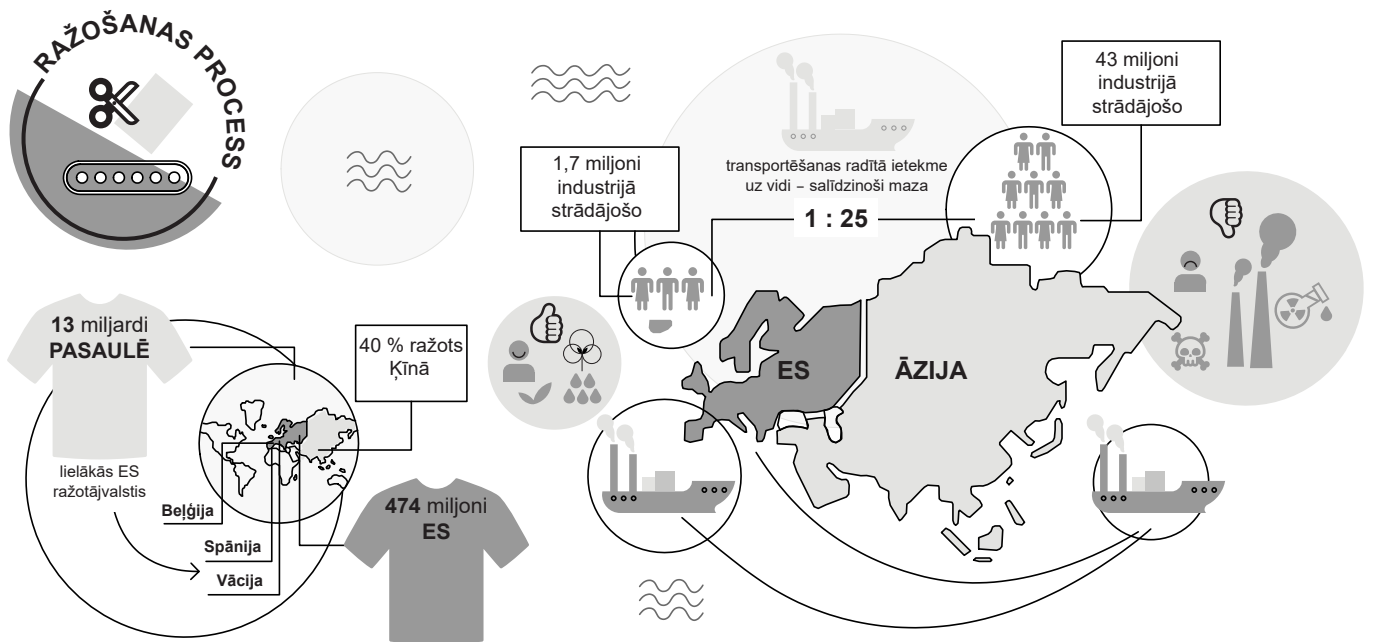 RAŽOŠANAS PROCESS
13 miljardi
PASAULĒ
lielākās ES
ražotājvalstis
Beļģija
Spānija
Vācija
40 % ražots
Ķīnā
474 miljoni
ES
1,7 miljoni
industrijā
strādājošo
transportēšanas radītā ietekme
uz vidi – salīdzinoši maza
1 : 25
43 miljoni
industrijā
strādājošo
ES
ĀZIJA